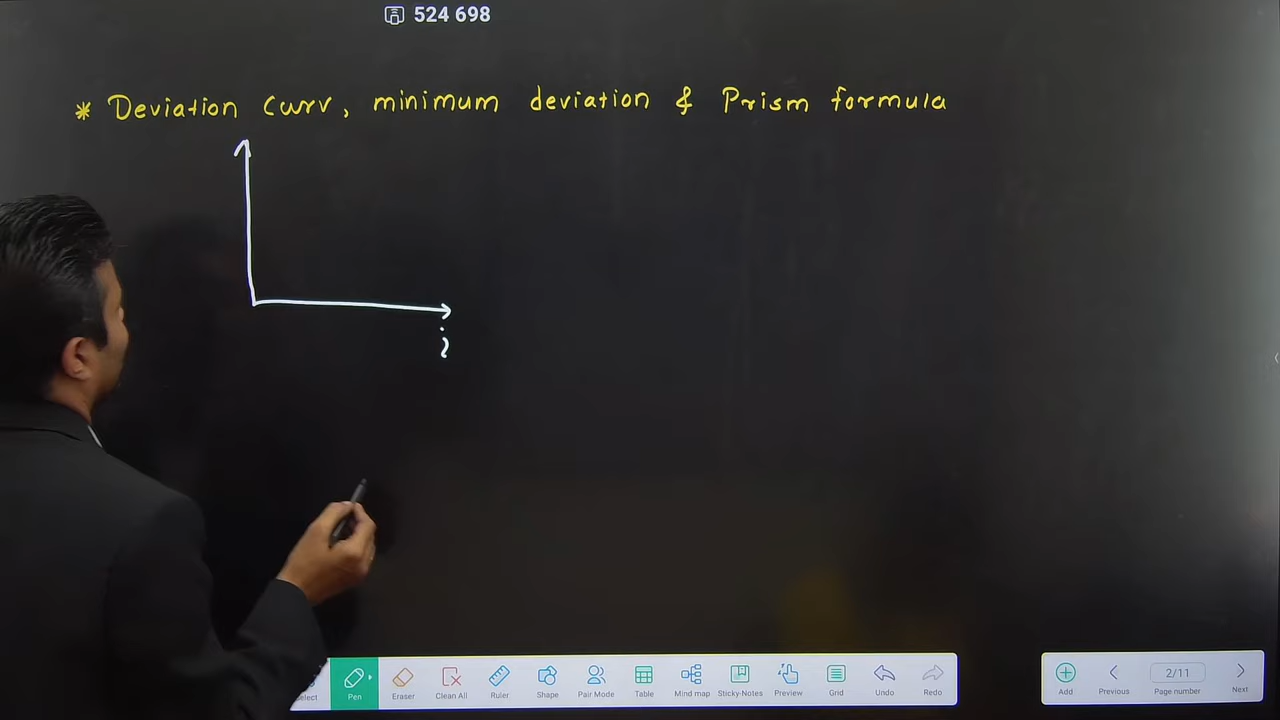 524 698
* Deviation curv, minimum deviation & Prism formula
i
Pen Eraser Clean All Ruler Shape Pair Mode Table Mind map Sticky-Notes Preview Grid Undo Redo
Add Previous 2/11 Page number Next